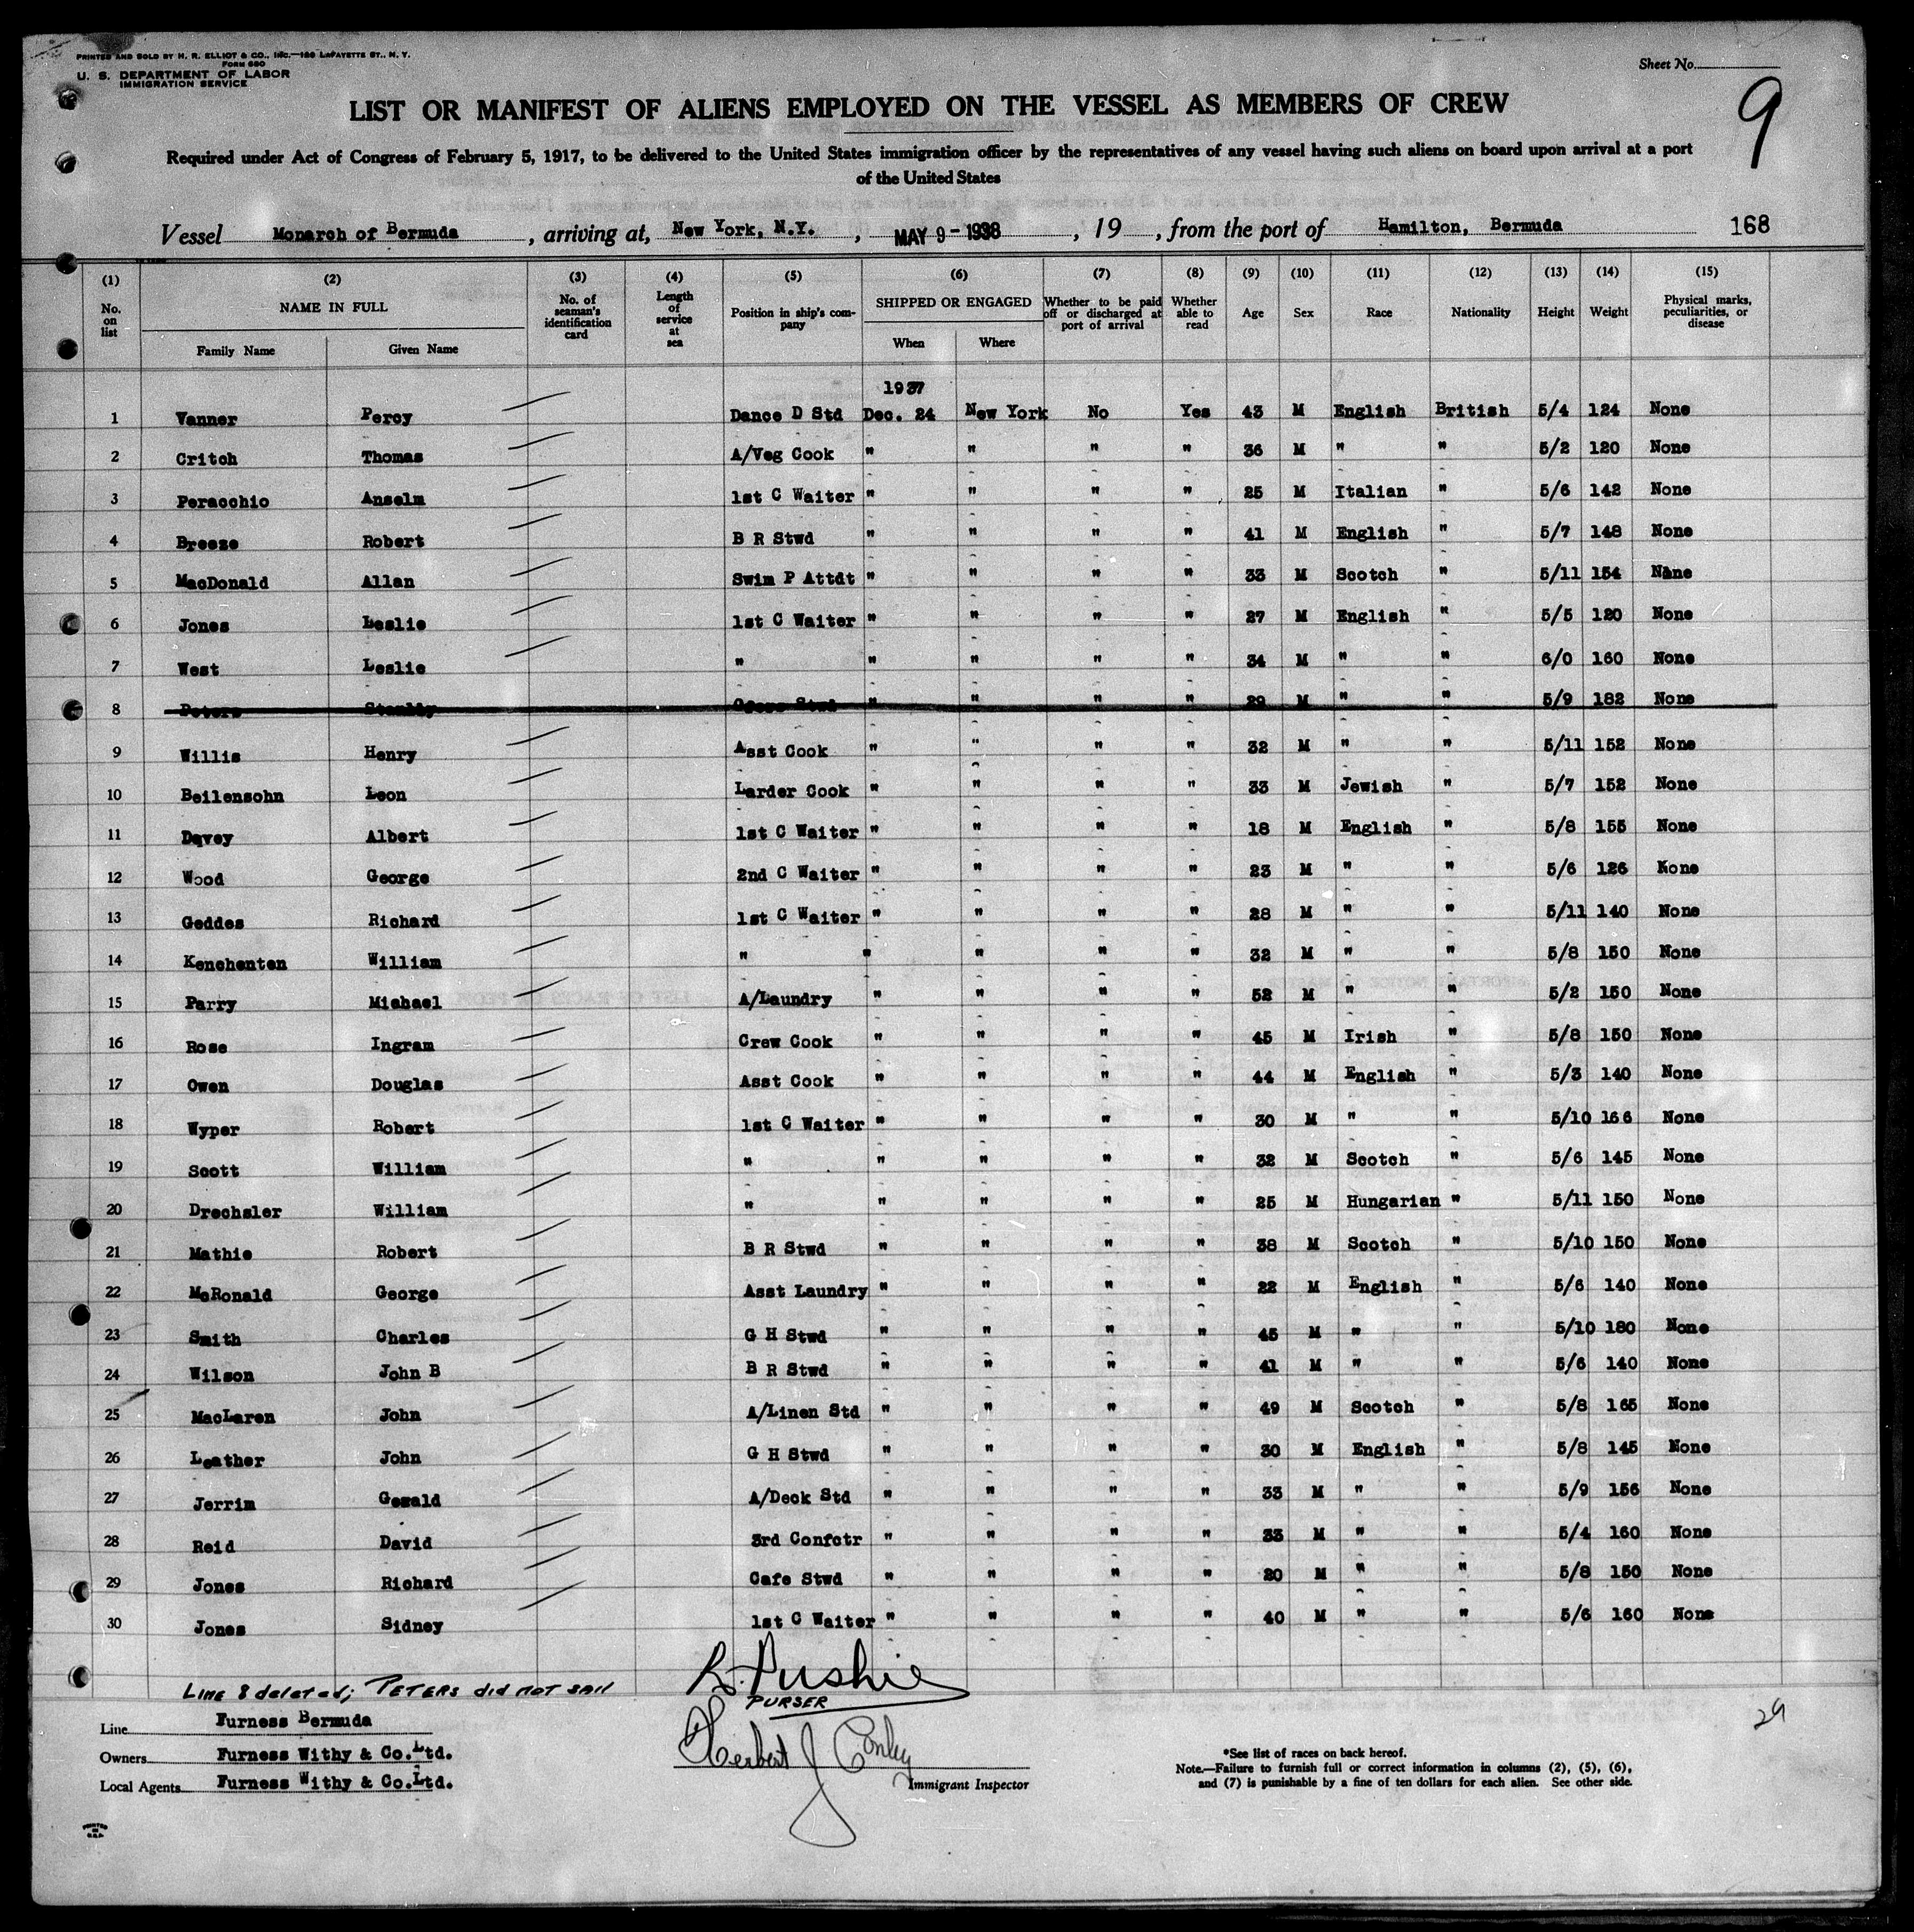 PRINTED AND SOLD BY H. R. ELLIOT & CO., INC.—169 LAFAYETTE ST., N. Y.
FORM 680
U. S. DEPARTMENT OF LABOR
IMMIGRATION SERVICE
Sheet No.
9
LIST OR MANIFEST OF ALIENS EMPLOYED ON THE VESSEL AS MEMBERS OF CREW
Required under Act of Congress of February 5, 1917, to be delivered to the United States immigration officer by the representatives of any vessel having such aliens on board upon arrival at a port
of the United States
Vessel Monarch of Bermuda, arriving at, New York, N.Y., MAY 9 - 1938, 19 , from the port of Hamilton, Bermuda 168
(1) (2) (3) (4) (5) (6) (7) (8) (9) (10) (11) (12) (13) (14) (15)
No. on list NAME IN FULL Family Name Given Name No. of seaman's identification card Length of service at sea Position in ship's company SHIPPED OR ENGAGED When Where Whether to be paid off or discharged at port of arrival Whether able to read Age Sex Race Nationality Height Weight Physical marks, peculiarities, or disease
1937
1 Vanner Percy Dance D Std Dec. 24 New York No Yes 43 M English British 5/4 124 None
2 Critch Thomas A/Veg Cook " " " " 36 M " " 5/2 120 None
3 Peracchio Anselm 1st C Waiter " " " " 25 M Italian " 5/6 142 None
4 Breeze Robert B R Stwd " " " " 41 M English " 5/7 148 None
5 MacDonald Allan Swim P Attdt " " " " 33 M Scotch " 5/11 154 None
6 Jones Leslie 1st C Waiter " " " " 27 M English " 5/5 120 None
7 West Leslie " " " " " 34 M " " 6/0 160 None
8 Peters Stanley Stwd " " " " 29 M " " 5/9 182 None
9 Willis Henry Asst Cook " " " " 32 M " " 5/11 152 None
10 Beilensohn Leon Larder Cook " " " " 33 M Jewish " 5/7 152 None
11 Davey Albert 1st C Waiter " " " " 18 M English " 5/8 155 None
12 Wood George 2nd C Waiter " " " " 23 M " " 5/6 126 None
13 Geddes Richard 1st C Waiter " " " " 28 M " " 5/11 140 None
14 Kenchenten William " " " " " 32 M " " 5/8 150 None
15 Parry Michael A/Laundry " " " " 52 M " " 5/2 150 None
16 Rose Ingram Crew Cook " " " " 45 M Irish " 5/8 150 None
17 Owen Douglas Asst Cook " " " " 44 M English " 5/3 140 None
18 Wyper Robert 1st C Waiter " " " " 30 M " " 5/10 166 None
19 Scott William " " " " " 32 M Scotch " 5/6 145 None
20 Drechsler William " " " " " 25 M Hungarian " 5/11 150 None
21 Mathie Robert B R Stwd " " " " 38 M Scotch " 5/10 150 None
22 McRonald George Asst Laundry " " " " 22 M English " 5/6 140 None
23 Smith Charles G H Stwd " " " " 45 M " " 5/10 180 None
24 Wilson John B B R Stwd " " " " 41 M " " 5/6 140 None
25 MacLaren John A/Linen Std " " " " 49 M Scotch " 5/8 165 None
26 Leather John G H Stwd " " " " 30 M English " 5/8 145 None
27 Jerrim Gerald A/Deck Std " " " " 33 M " " 5/9 156 None
28 Reid David 3rd Confctr " " " " 33 M " " 5/4 160 None
29 Jones Richard Cafe Stwd " " " " 20 M " " 5/8 150 None
30 Jones Sidney 1st C Waiter " " " " 40 M " " 5/6 160 None
Line 8 deleted; PETERS did not sail
R. Pushie
PURSER
29
Line Furness Bermuda
Owners Furness Withy & Co. Ltd.
Local Agents Furness Withy & Co. Ltd.
Herbert J Conley
Immigrant Inspector
*See list of races on back hereof.
Note.—Failure to furnish full or correct information in columns (2), (5), (6),
and (7) is punishable by a fine of ten dollars for each alien. See other side.
PRINTED
IN
U.S.A.